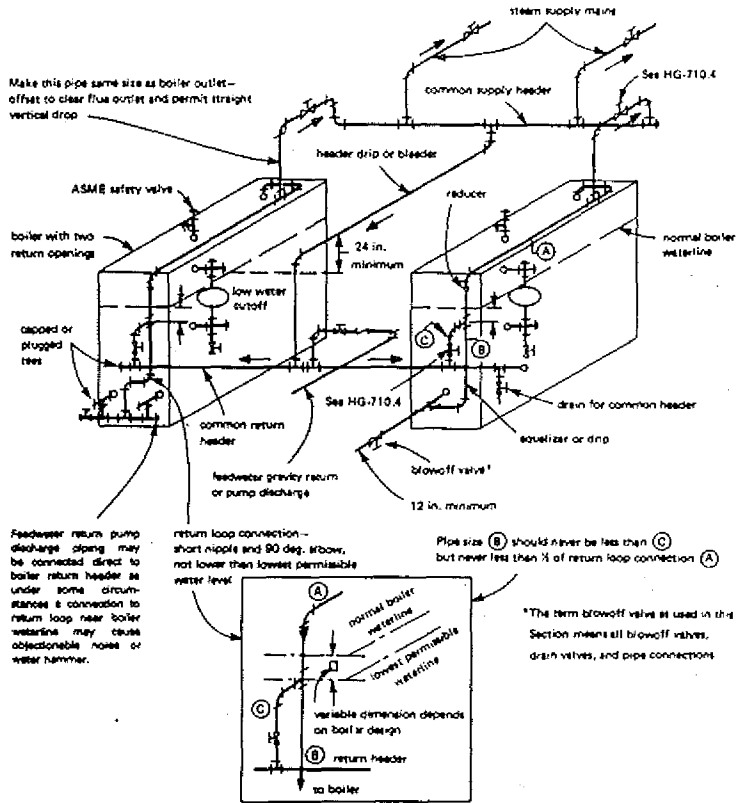 steam supply mains
Make this pipe same size as boiler outlet—
offset to clear flue outlet and permit straight
vertical drop
See HG-710.4
common supply header
header drip or bleeder
ASME safety valve
reducer
boiler with two
return openings
24 in.
minimum
A
normal boiler
waterline
low water
cutoff
capped or
plugged
tees
C
B
See HG-710.4
common return
header
drain for common header
equalizer or drip
feedwater gravity return
or pump discharge
blowoff valve*
12 in. minimum
Feedwater return pump
discharge piping may
be connected direct to
boiler return header as
under some circum-
stances a connection to
return loop near boiler
waterline may cause
objectionable noise or
water hammer.
return loop connection—
short nipple and 90 deg. elbow,
not lower than lowest permissible
water level
Pipe size B should never be less than C
but never less than ½ of return loop connection A
*The term blowoff valve as used in this
Section means all blowoff valves,
drain valves, and pipe connections
A
normal boiler
waterline
lowest permissible
waterline
C
variable dimension depends
on boiler design
B return header
to boiler